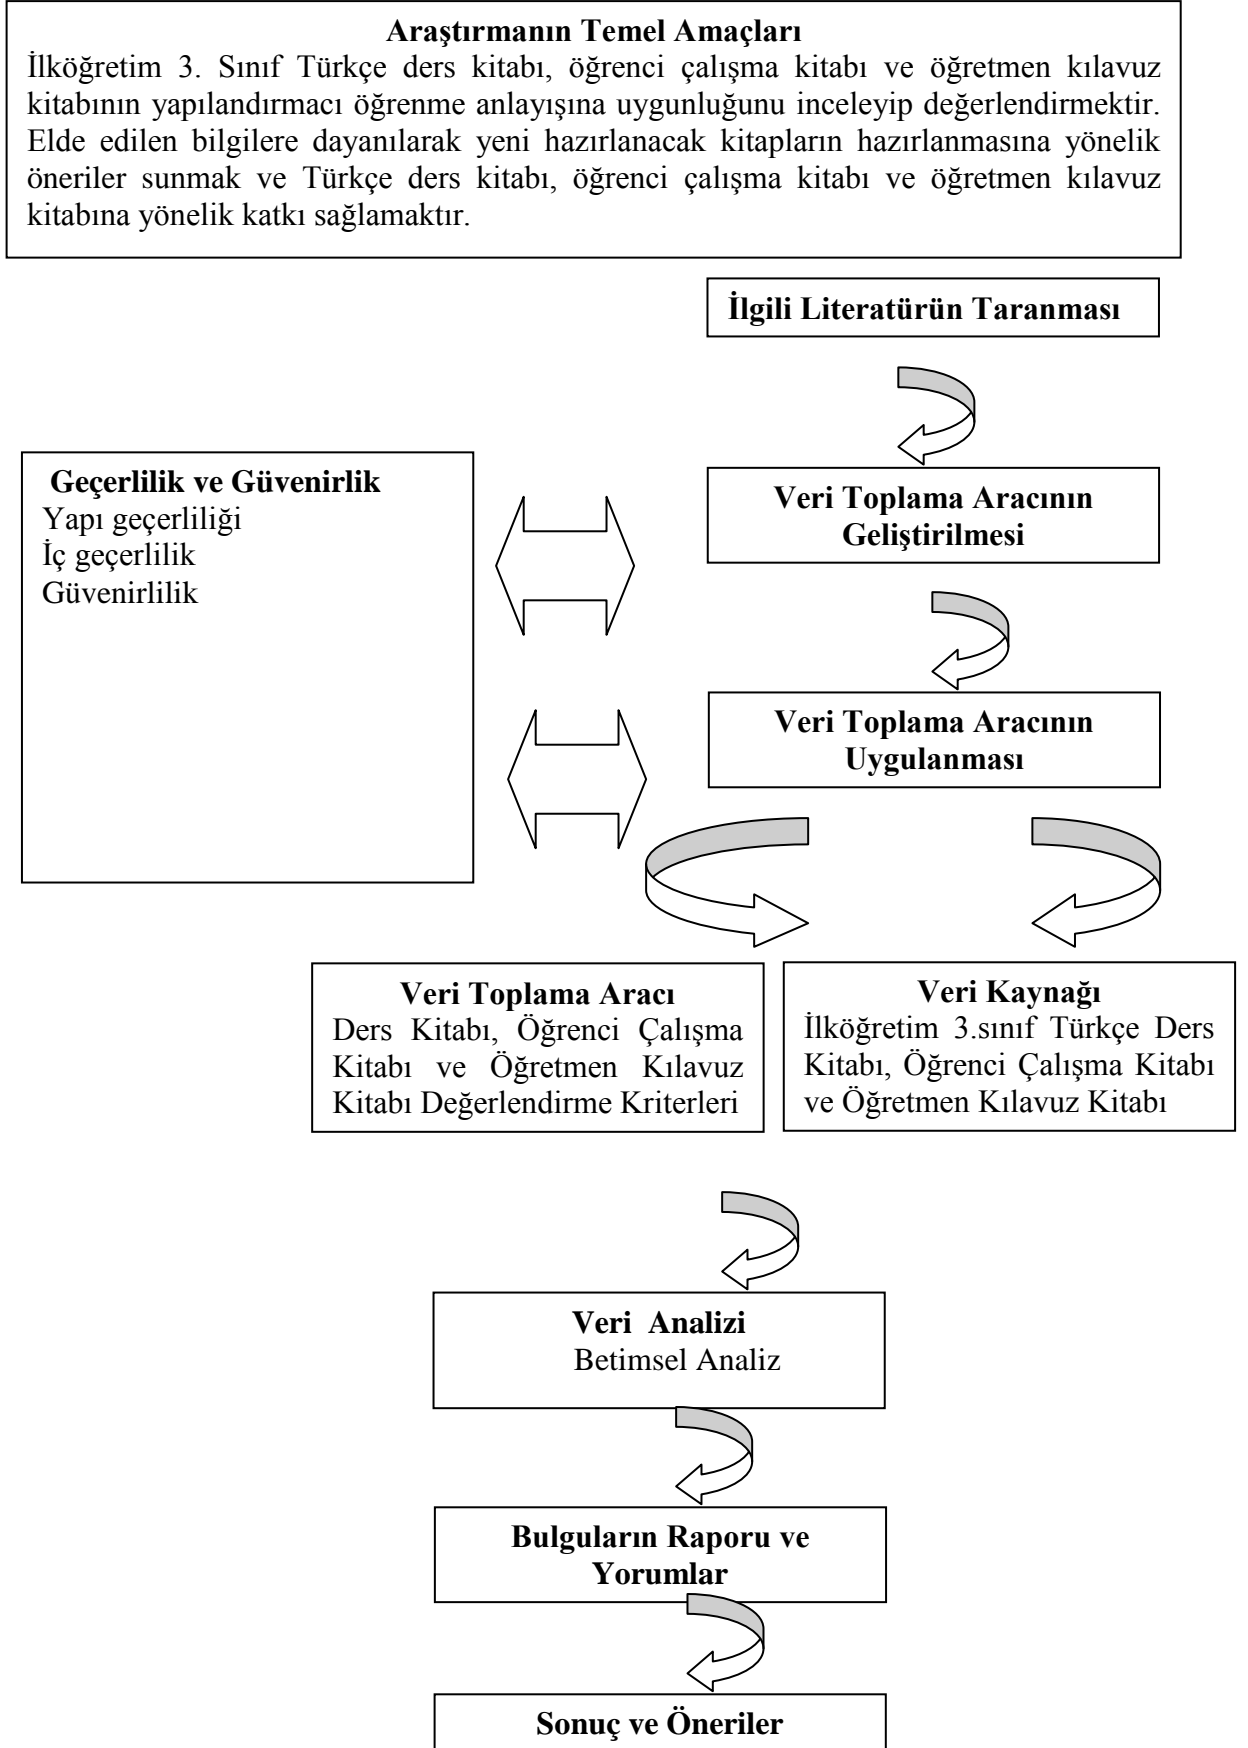 Araştırmanın Temel Amaçları
İlköğretim 3. Sınıf Türkçe ders kitabı, öğrenci çalışma kitabı ve öğretmen kılavuz
kitabının yapılandırmacı öğrenme anlayışına uygunluğunu inceleyip değerlendirmektir.
Elde edilen bilgilere dayanılarak yeni hazırlanacak kitapların hazırlanmasına yönelik
öneriler sunmak ve Türkçe ders kitabı, öğrenci çalışma kitabı ve öğretmen kılavuz
kitabına yönelik katkı sağlamaktır.
İlgili Literatürün Taranması
Geçerlilik ve Güvenirlik
Yapı geçerliliği
İç geçerlilik
Güvenirlilik
Veri Toplama Aracının
Geliştirilmesi
Veri Toplama Aracının
Uygulanması
Veri Toplama Aracı
Ders Kitabı, Öğrenci Çalışma
Kitabı ve Öğretmen Kılavuz
Kitabı Değerlendirme Kriterleri
Veri Kaynağı
İlköğretim 3.sınıf Türkçe Ders
Kitabı, Öğrenci Çalışma Kitabı
ve Öğretmen Kılavuz Kitabı
Veri Analizi
Betimsel Analiz
Bulguların Raporu ve
Yorumlar
Sonuç ve Öneriler